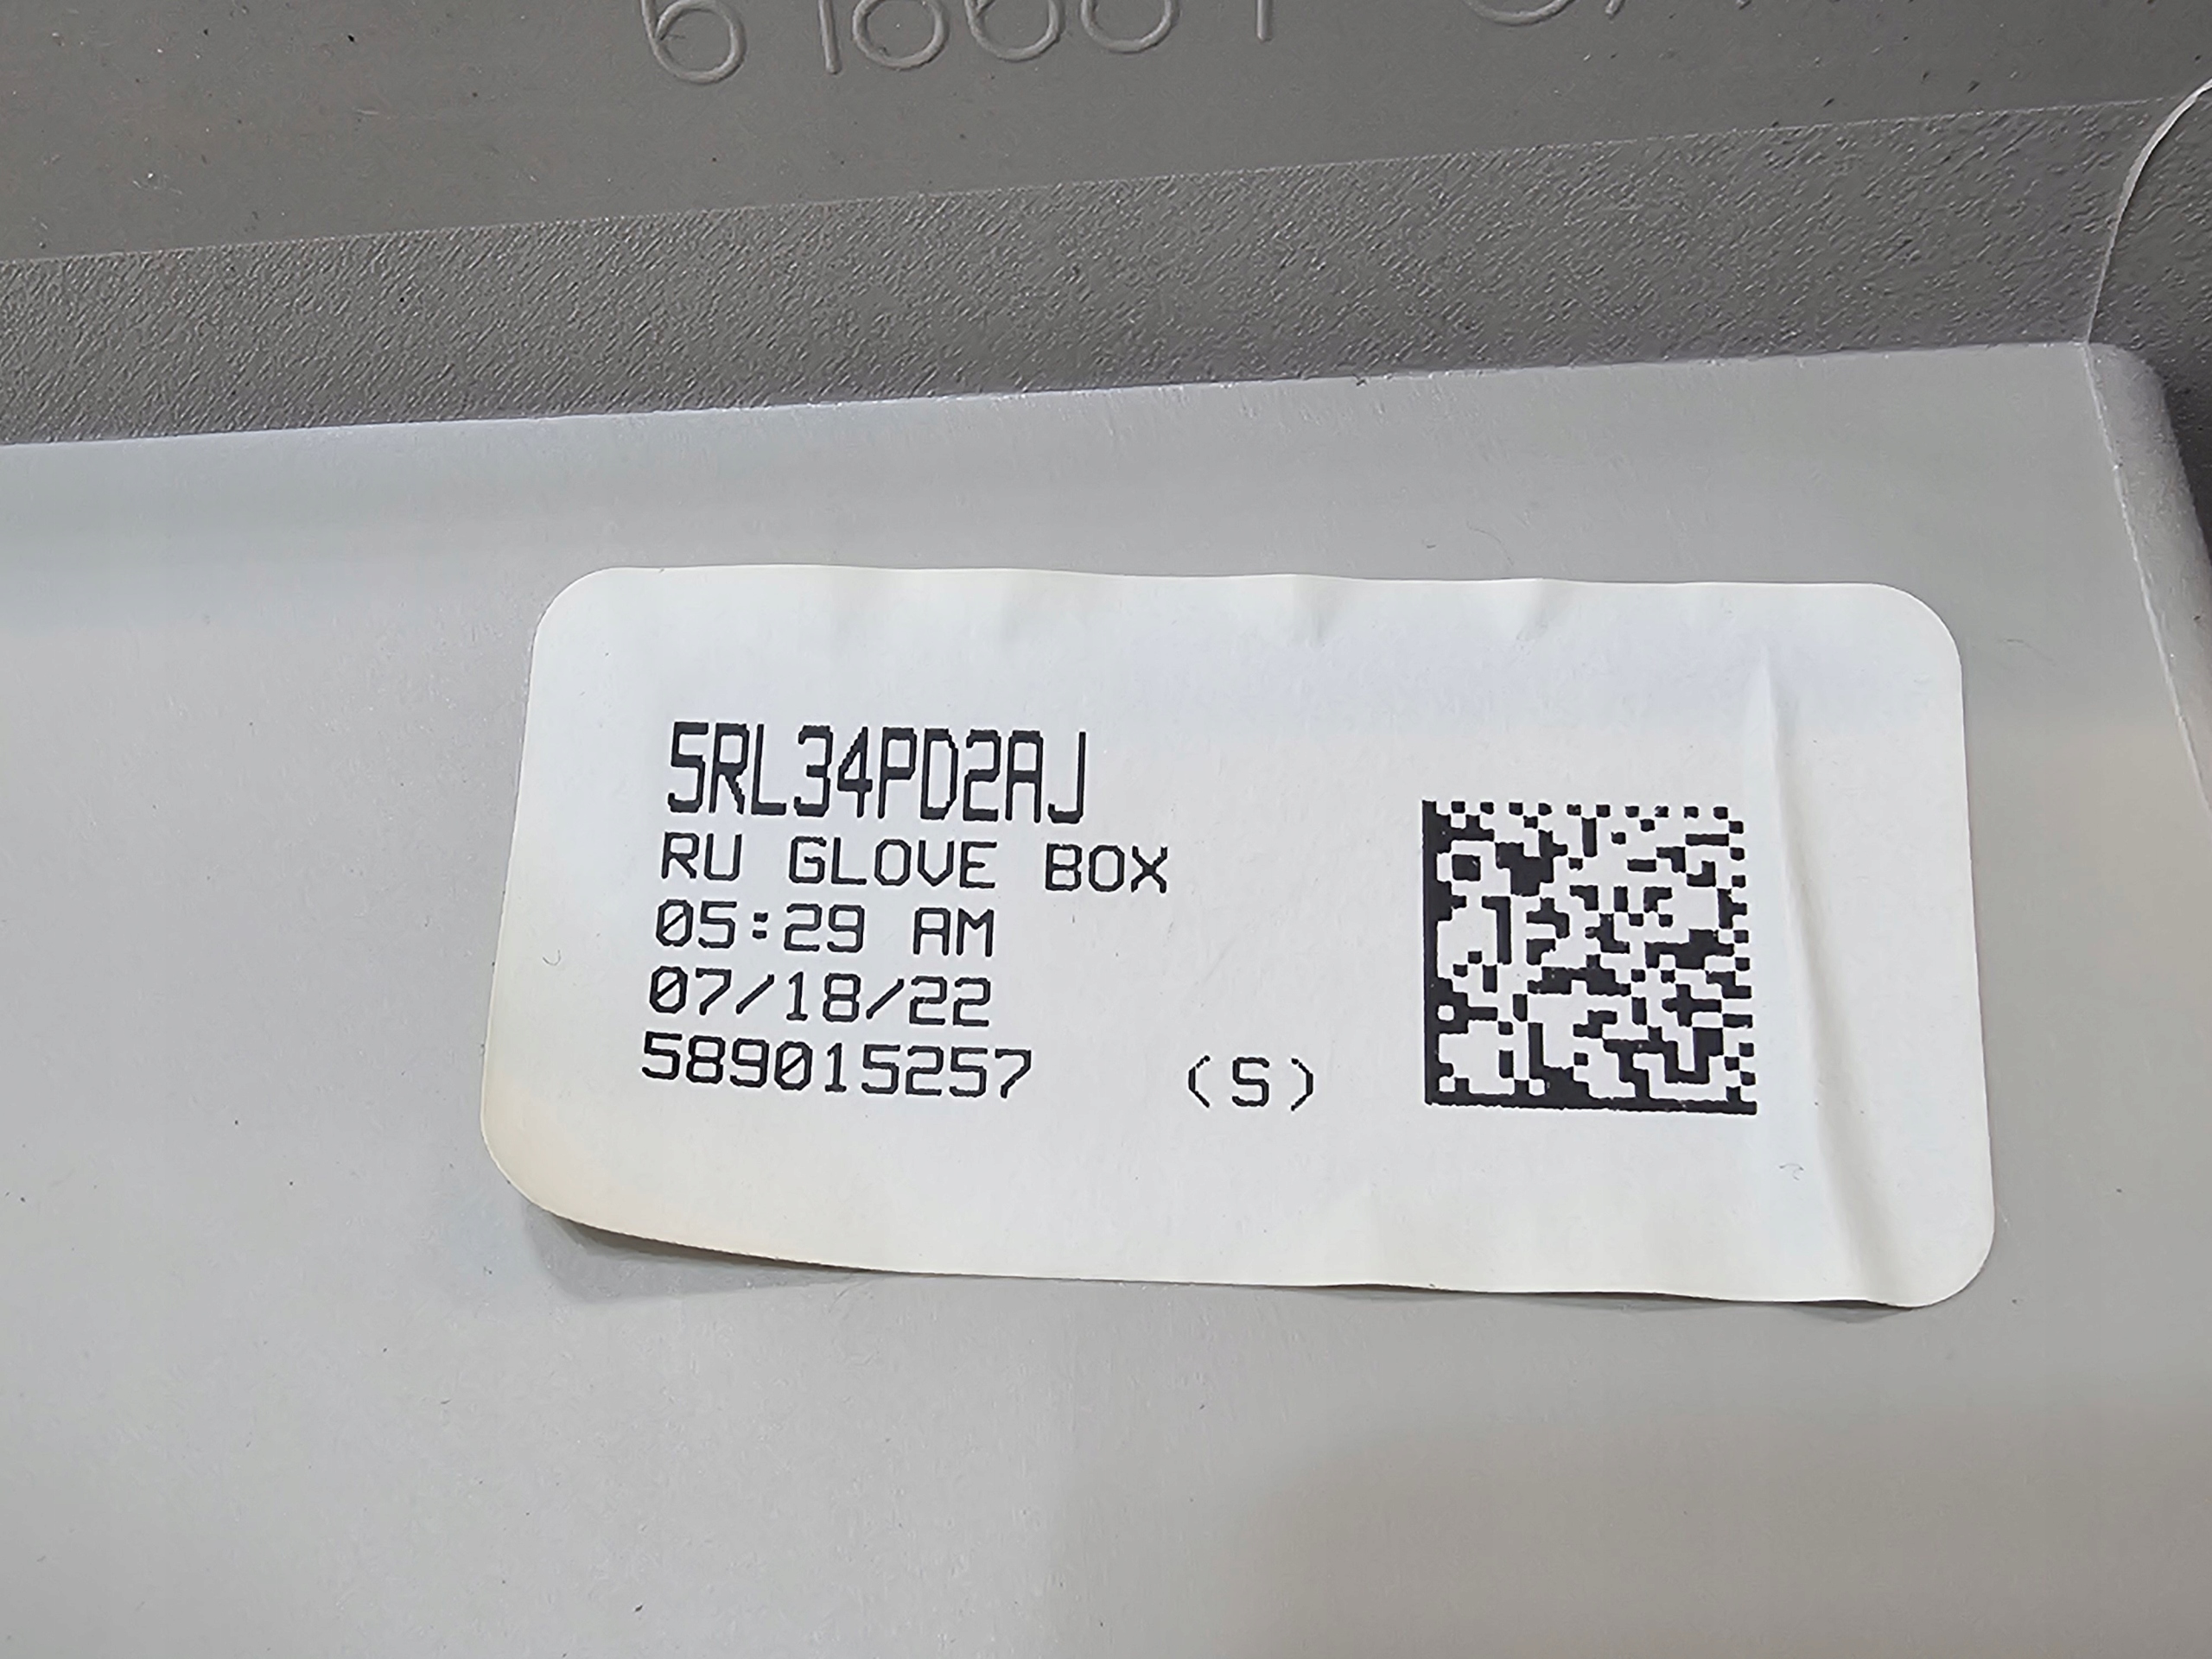 5RL34PD2AJ
RU GLOVE BOX
05:29 AM
07/18/22
589015257 (S)